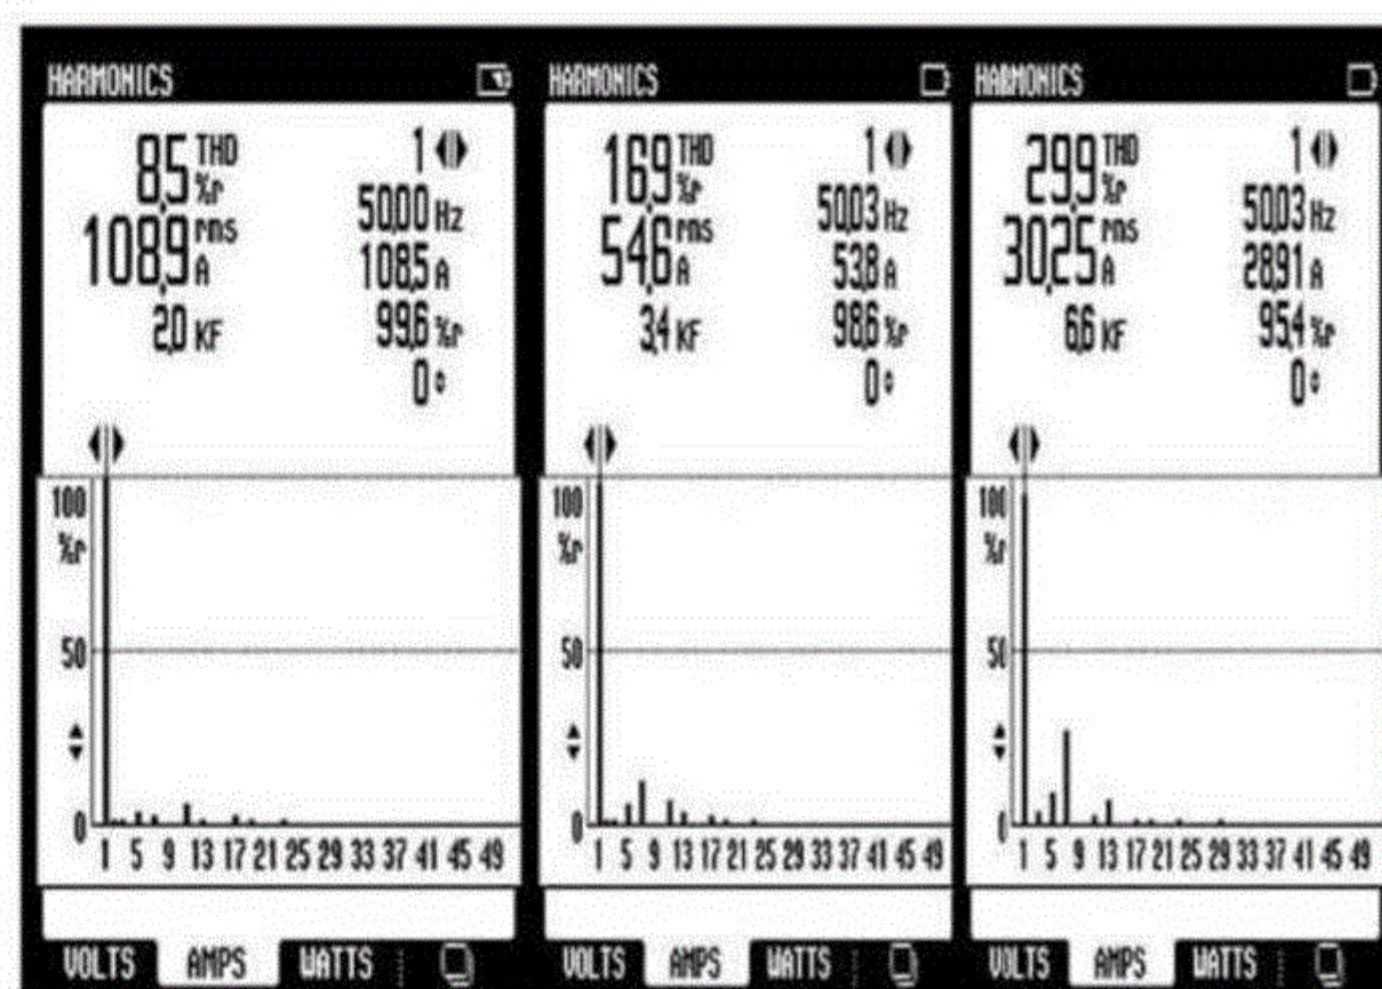 HARMONICS
8,5 THD %r
1
108,9 rms A
50,00 Hz
108,5 A
2,0 KF
99,6 %r
0
100
%r
50
0
1 5 9 13 17 21 25 29 33 37 41 45 49
VOLTS AMPS WATTS
HARMONICS
16,9 THD %r
1
54,6 rms A
50,03 Hz
53,8 A
3,4 KF
98,6 %r
0
100
%r
50
0
1 5 9 13 17 21 25 29 33 37 41 45 49
VOLTS AMPS WATTS
HARMONICS
29,9 THD %r
1
30,25 rms A
50,03 Hz
28,91 A
6,6 KF
95,4 %r
0
100
%r
50
0
1 5 9 13 17 21 25 29 33 37 41 45 49
VOLTS AMPS WATTS